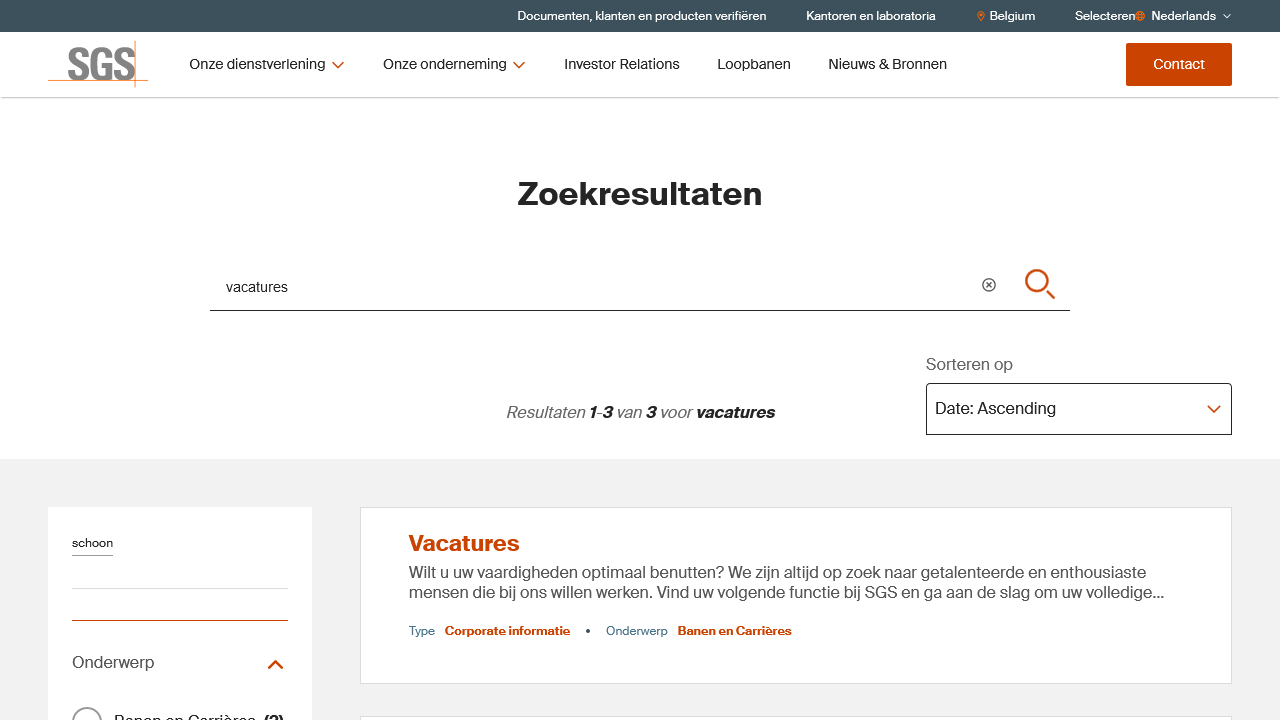 Documenten, klanten en producten verifiëren
Kantoren en laboratoria
Belgium
Selecteren Nederlands
SGS
Onze dienstverlening
Onze onderneming
Investor Relations
Loopbanen
Nieuws & Bronnen
Contact
Zoekresultaten
vacatures
Sorteren op
Resultaten 1-3 van 3 voor vacatures
Date: Ascending
schoon
Onderwerp
Banen en Carrières (3)
Vacatures
Wilt u uw vaardigheden optimaal benutten? We zijn altijd op zoek naar getalenteerde en enthousiaste
mensen die bij ons willen werken. Vind uw volgende functie bij SGS en ga aan de slag om uw volledige...
Type Corporate informatie • Onderwerp Banen en Carrières